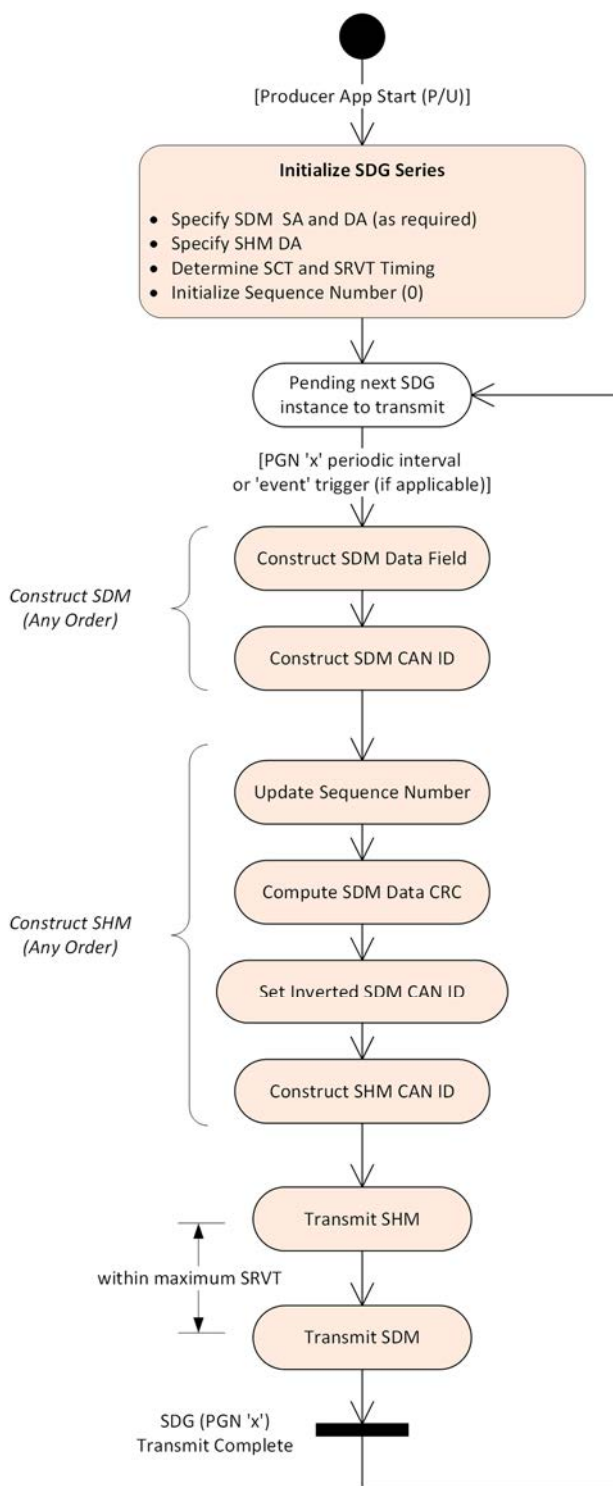 [Producer App Start (P/U)]
Initialize SDG Series
• Specify SDM SA and DA (as required)
• Specify SHM DA
• Determine SCT and SRVT Timing
• Initialize Sequence Number (0)
Pending next SDG
instance to transmit
[PGN 'x' periodic interval
or 'event' trigger (if applicable)]
Construct SDM
(Any Order)
Construct SDM Data Field
Construct SDM CAN ID
Construct SHM
(Any Order)
Update Sequence Number
Compute SDM Data CRC
Set Inverted SDM CAN ID
Construct SHM CAN ID
Transmit SHM
within maximum SRVT
Transmit SDM
SDG (PGN 'x')
Transmit Complete